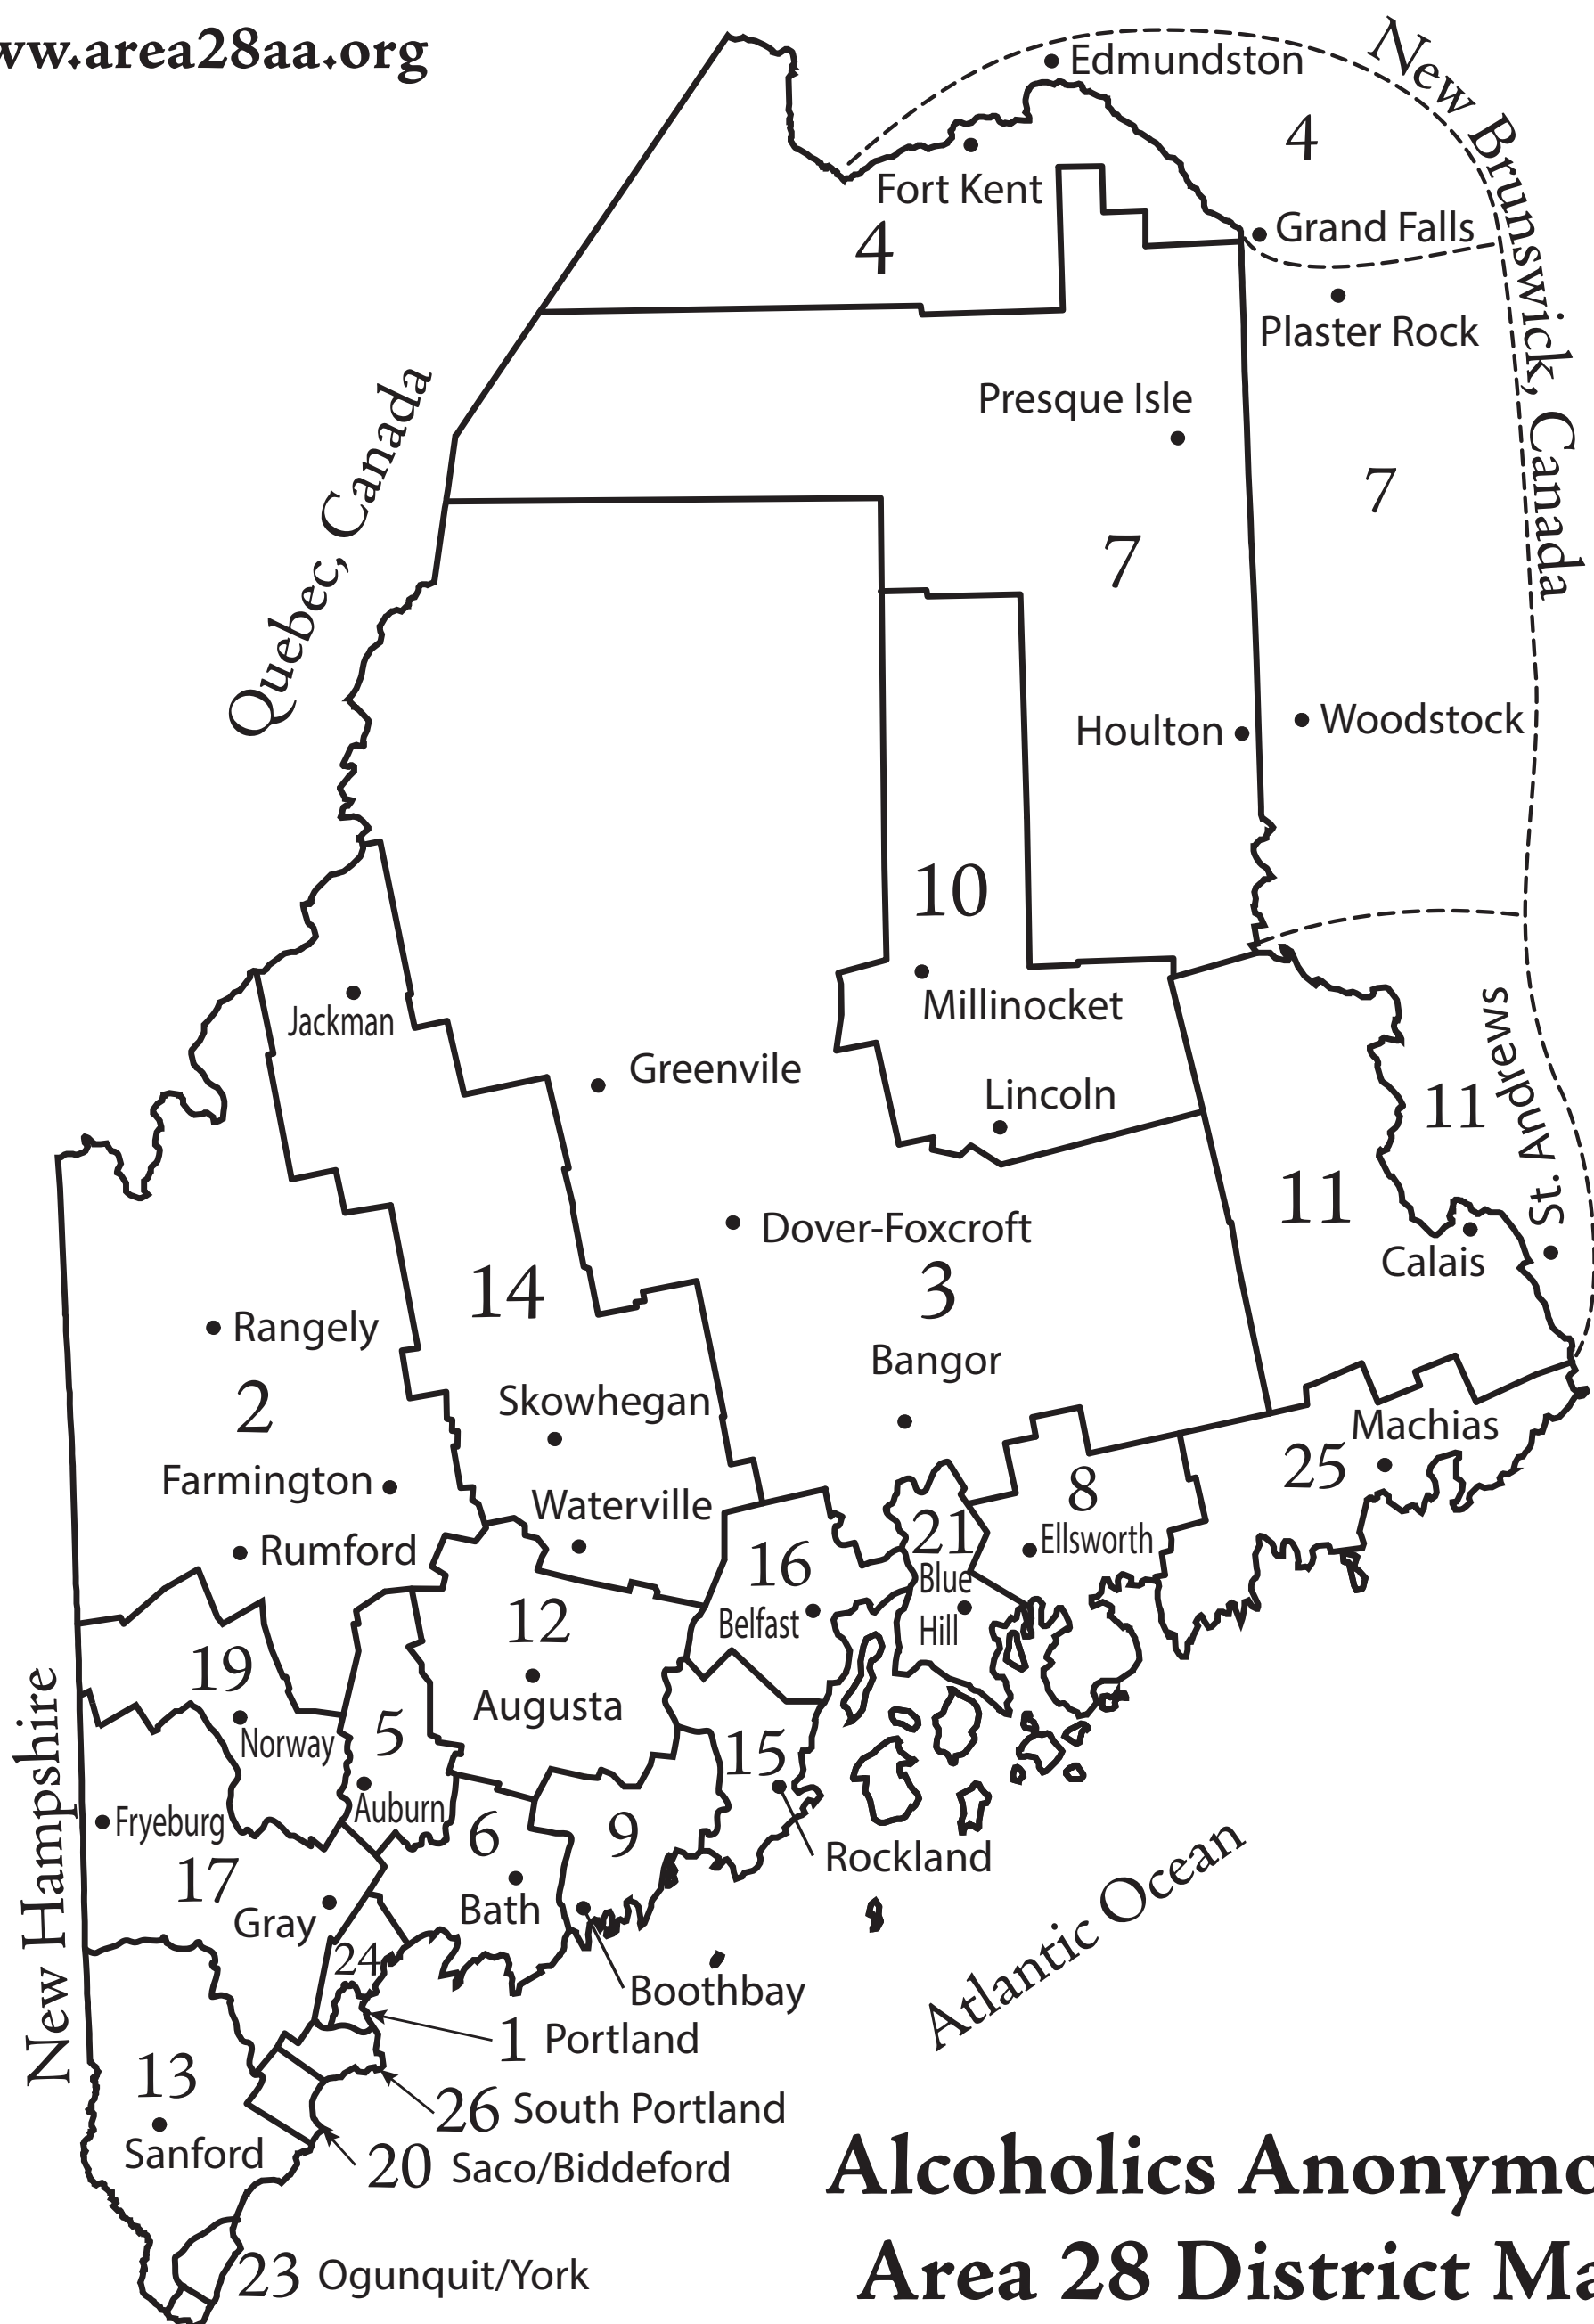 ww.area28aa.org
Edmundston
New Brunswick, Canada
4
Fort Kent
Grand Falls
4
Plaster Rock
Presque Isle
Quebec, Canada
7
7
Houlton
Woodstock
10
Millinocket
Jackman
St. Andrews
Greenvile
Lincoln
11
11
Dover-Foxcroft
Calais
14
3
Rangely
Bangor
2
Skowhegan
Machias
25
Farmington
8
Waterville
21
Ellsworth
Rumford
16
Blue
Hill
12
Belfast
19
Augusta
Norway
5
15
New Hampshire
Auburn
Fryeburg
6
9
Rockland
17
Bath
Gray
Atlantic Ocean
24
Boothbay
1 Portland
13
26 South Portland
Sanford
20 Saco/Biddeford
Alcoholics Anonymo
23 Ogunquit/York
Area 28 District Ma